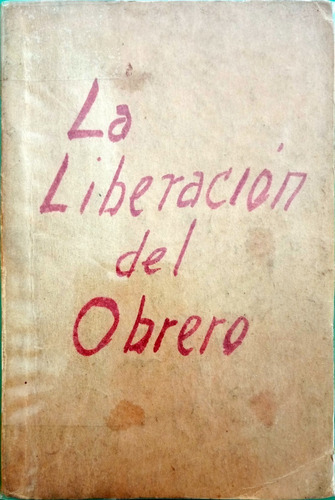 La
Liberación
del
Obrero